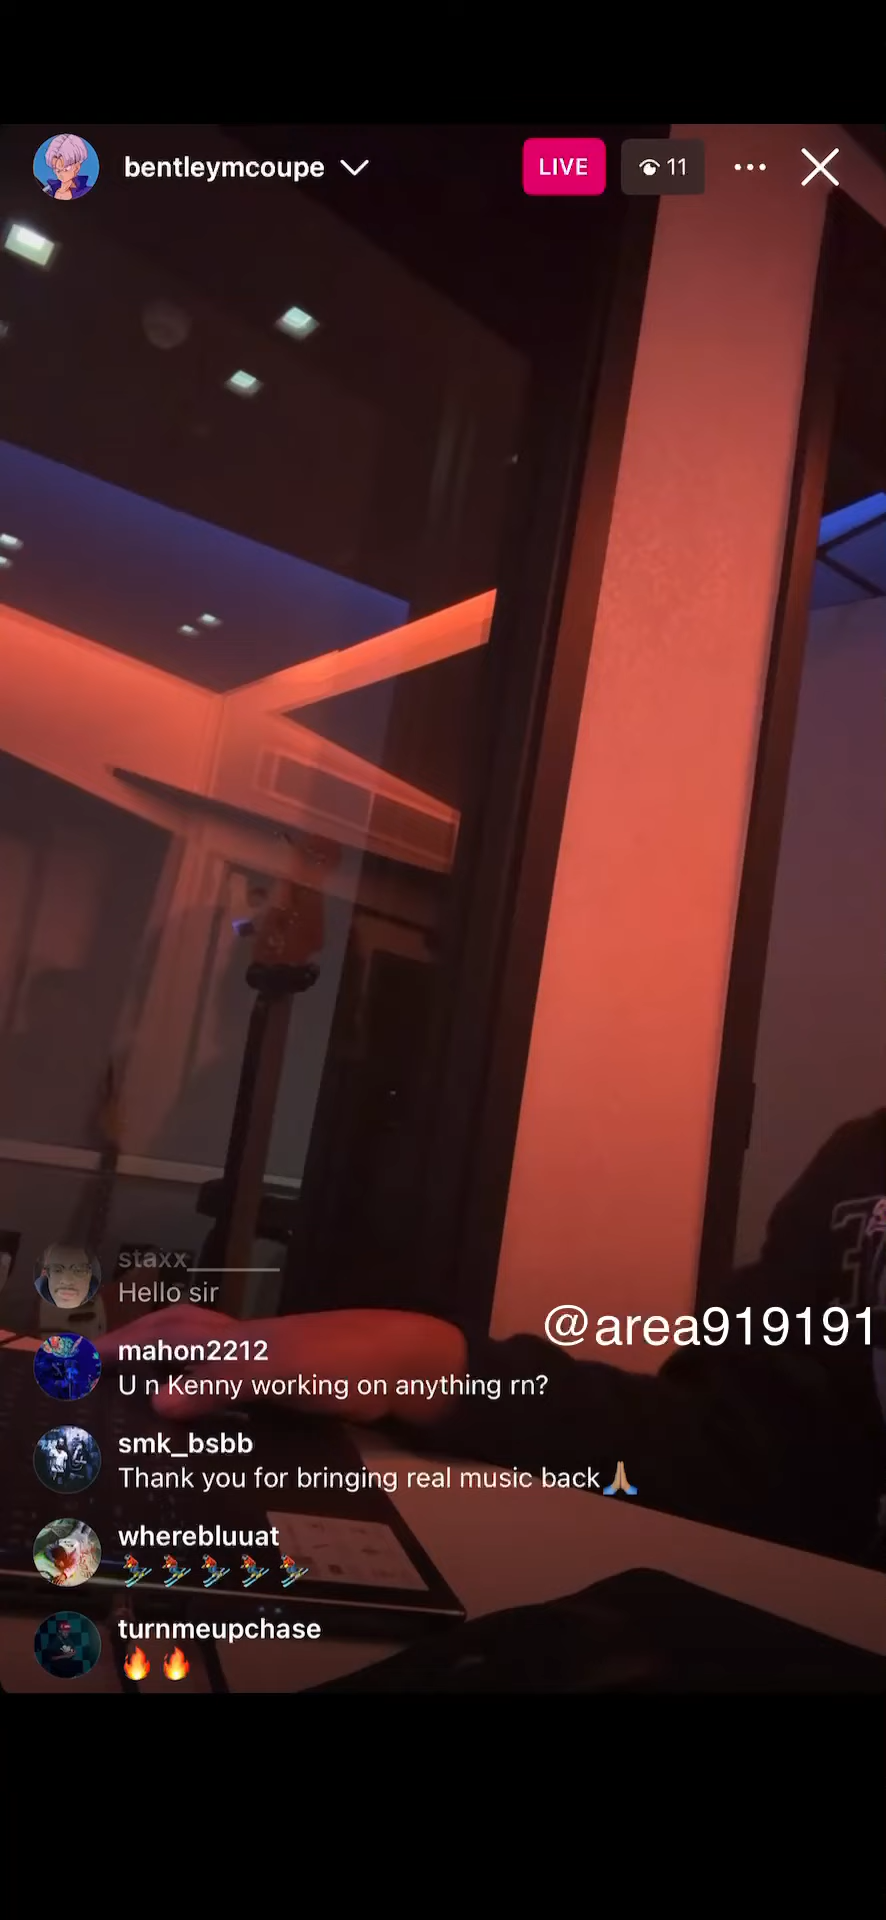 bentleymcoupe
LIVE
11
staxx_______
Hello sir
@area919191
mahon2212
U n Kenny working on anything rn?
smk_bsbb
Thank you for bringing real music back🙏🏽
wherebluuat
⛷️⛷️⛷️⛷️⛷️
turnmeupchase
🔥🔥